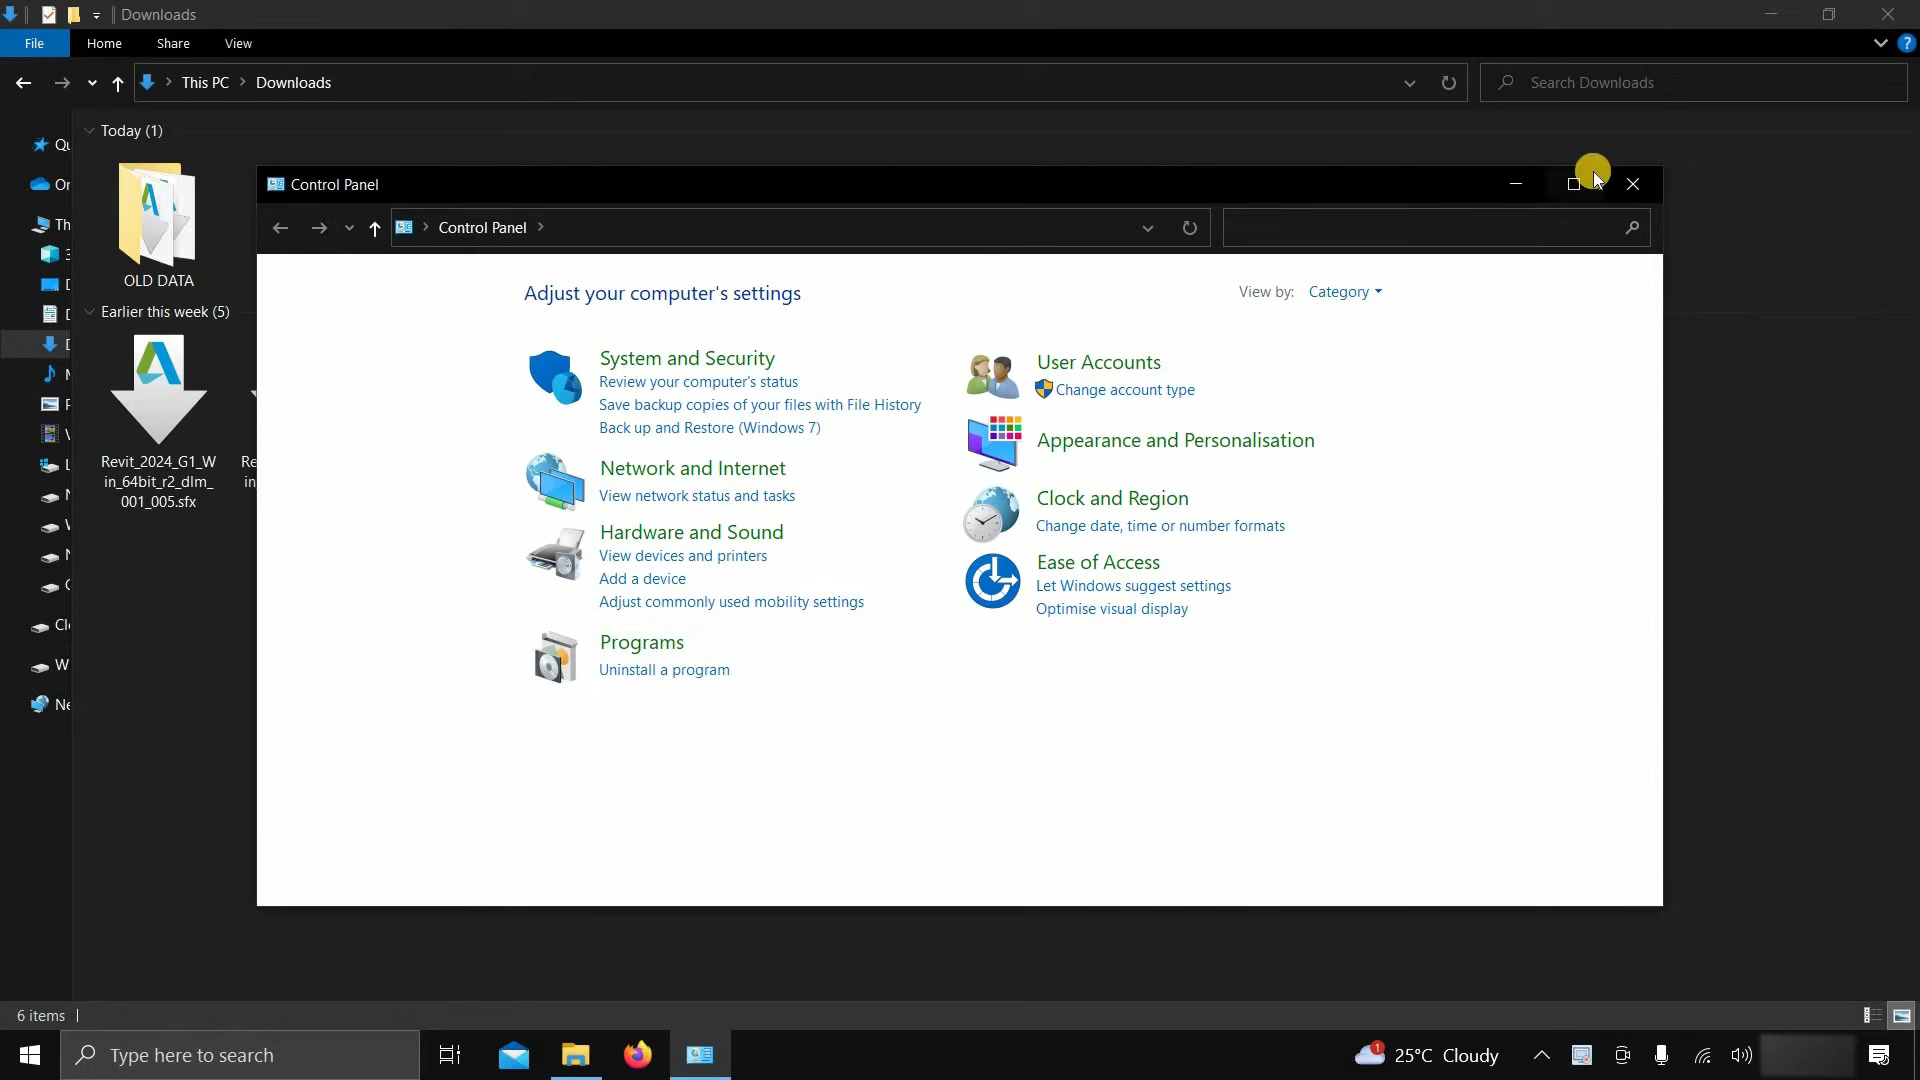 Downloads
File
Home
Share
View
This PC
Downloads
Search Downloads
Today (1)
OLD DATA
Earlier this week (5)
Revit_2024_G1_W
in_64bit_r2_dlm_
001_005.sfx
Control Panel
Control Panel
Adjust your computer's settings
View by: Category
System and Security
Review your computer's status
Save backup copies of your files with File History
Back up and Restore (Windows 7)
Network and Internet
View network status and tasks
Hardware and Sound
View devices and printers
Add a device
Adjust commonly used mobility settings
Programs
Uninstall a program
User Accounts
Change account type
Appearance and Personalisation
Clock and Region
Change date, time or number formats
Ease of Access
Let Windows suggest settings
Optimise visual display
6 items
Type here to search
1
25°C Cloudy